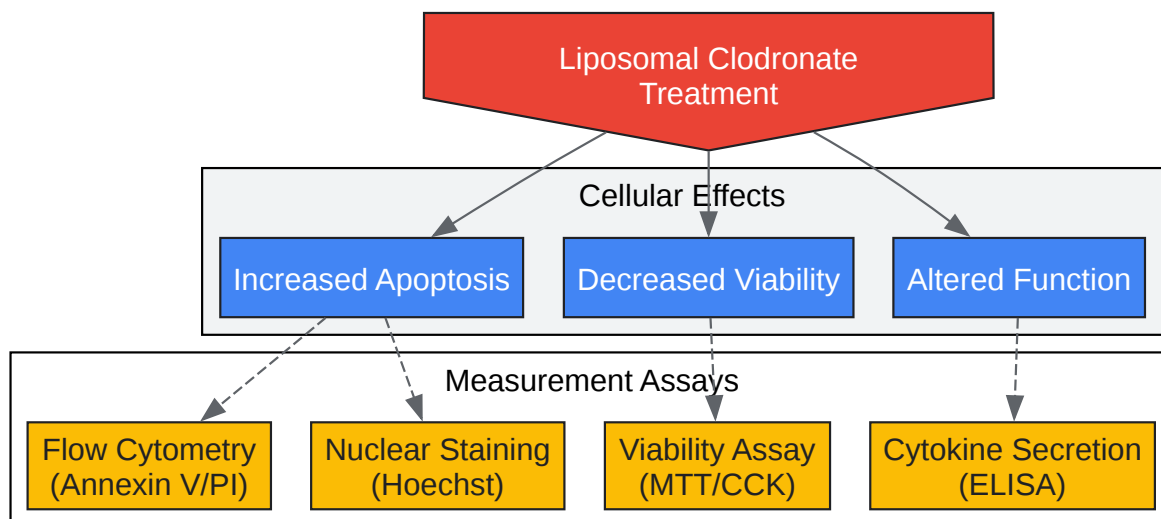 Liposomal Clodronate
Treatment
Cellular Effects
Increased Apoptosis
Decreased Viability
Altered Function
Measurement Assays
Flow Cytometry
(Annexin V/PI)
Nuclear Staining
(Hoechst)
Viability Assay
(MTT/CCK)
Cytokine Secretion
(ELISA)